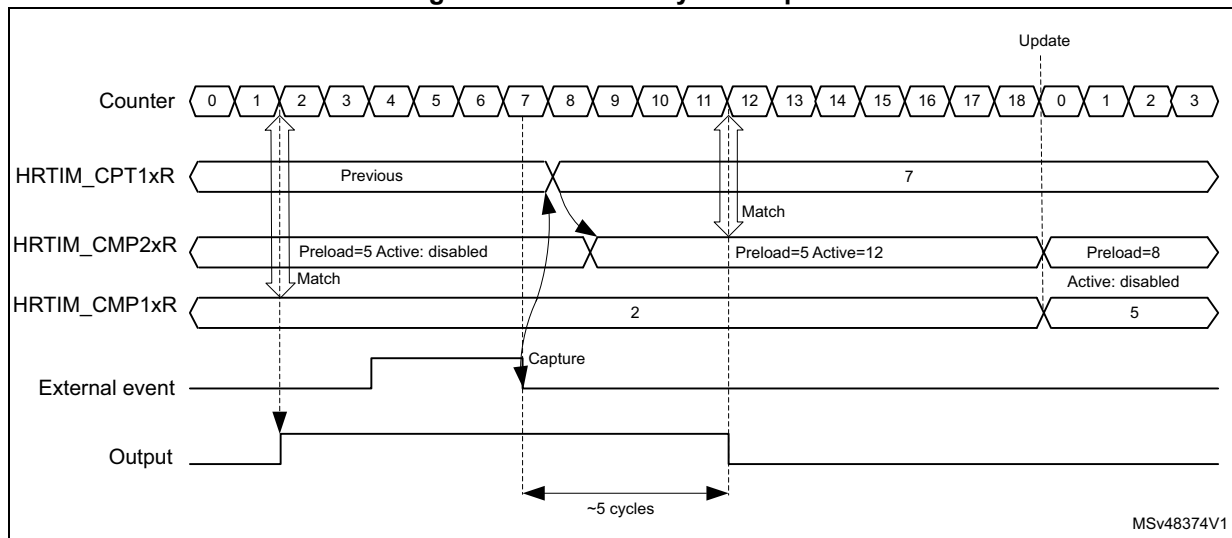 Update
Counter 0 1 2 3 4 5 6 7 8 9 10 11 12 13 14 15 16 17 18 0 1 2 3
HRTIM_CPT1xR Previous 7
Match
HRTIM_CMP2xR Preload=5 Active: disabled Preload=5 Active=12 Preload=8
Match Active: disabled
HRTIM_CMP1xR 2 5
Capture
External event
Output
~5 cycles
MSv48374V1